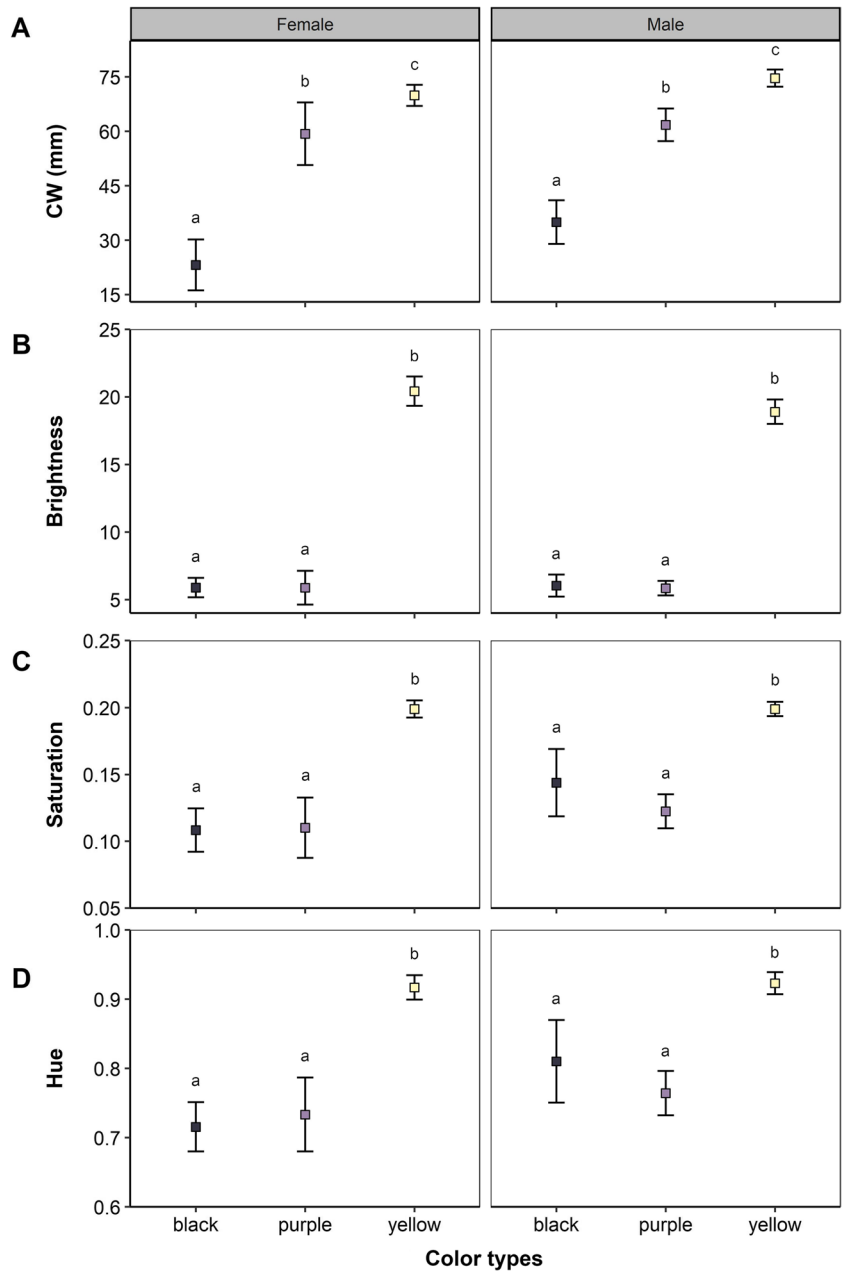 A
Female
Male
CW (mm)
75
60
45
30
15
a
b
c
a
b
c
B
Brightness
25
20
15
10
5
a
a
b
a
a
b
C
Saturation
0.25
0.20
0.15
0.10
0.05
a
a
b
a
a
b
D
Hue
1.0
0.9
0.8
0.7
0.6
a
a
b
a
a
b
black purple yellow
black purple yellow
Color types